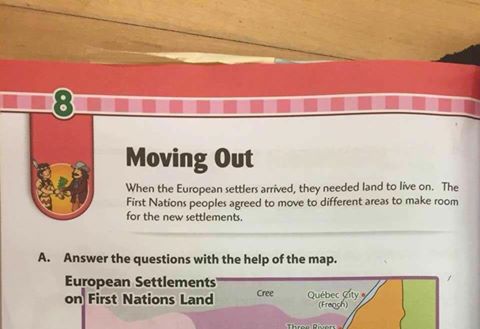 8
Moving Out
When the European settlers arrived, they needed land to live on. The
First Nations peoples agreed to move to different areas to make room
for the new settlements.
A. Answer the questions with the help of the map.
European Settlements
on First Nations Land
Cree
Québec City
(French)
Three Rivers